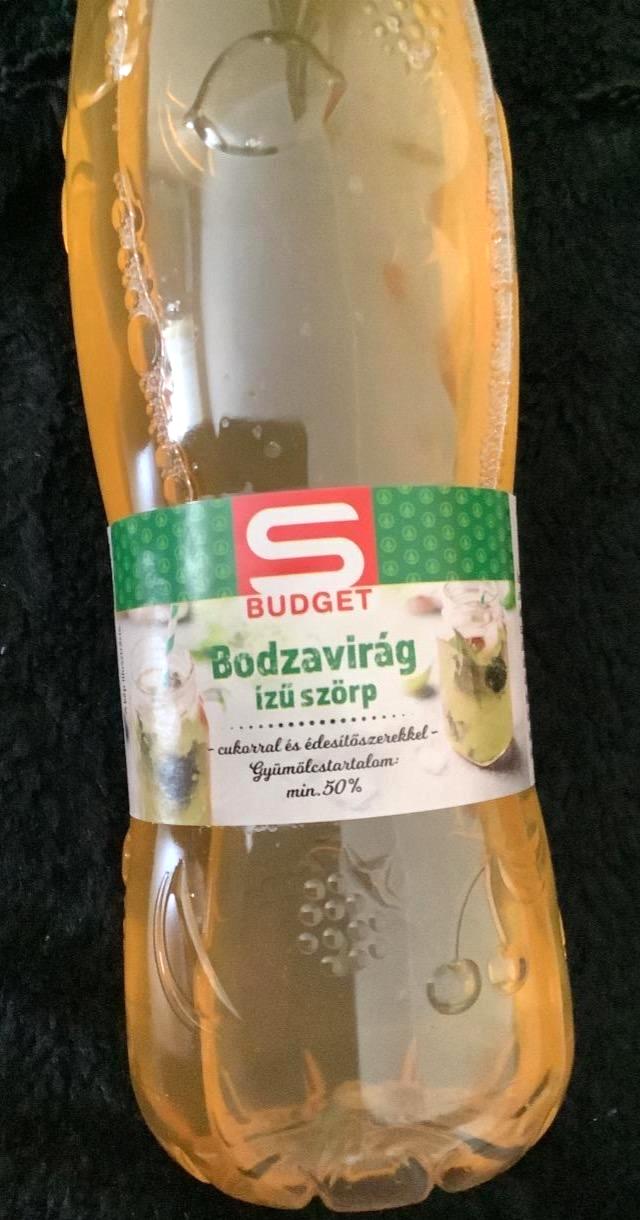 S
BUDGET
Bodzavirág
ízű szörp
- cukorral és édesítőszerekkel -
Gyümölcstartalom:
min. 50%